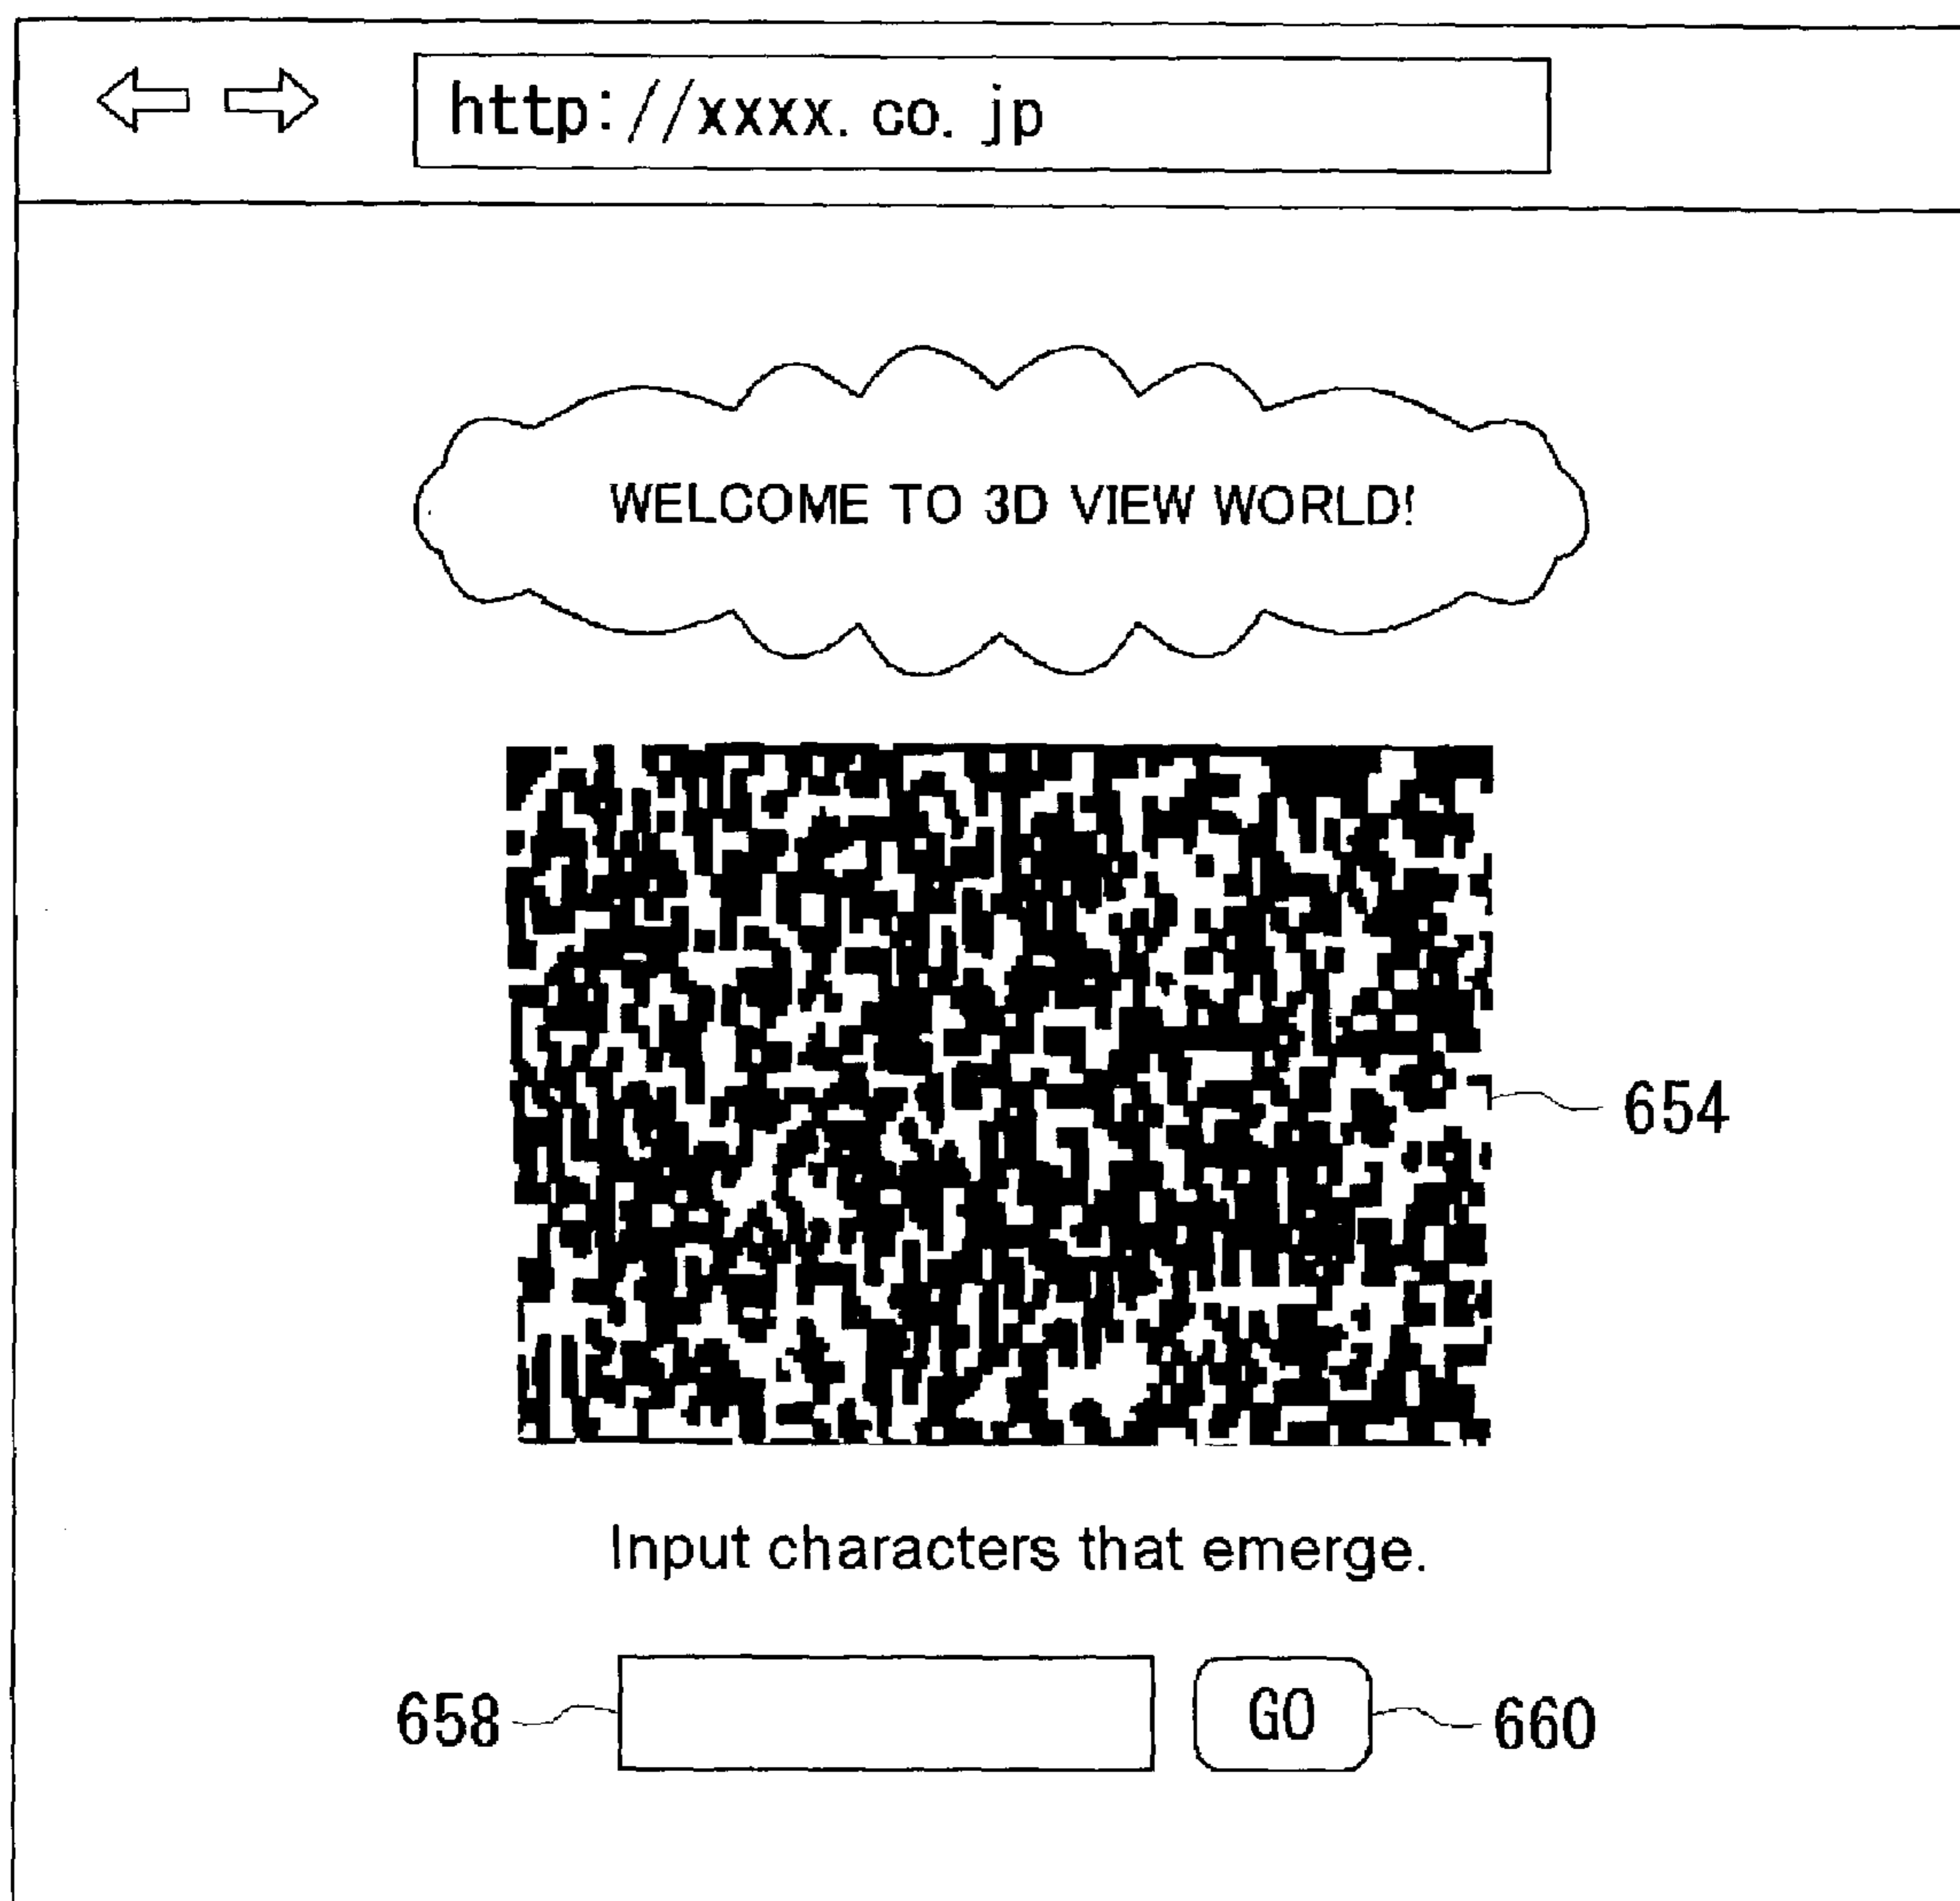 http://xxxx.co.jp
WELCOME TO 3D VIEW WORLD!
654
Input characters that emerge.
658 GO 660